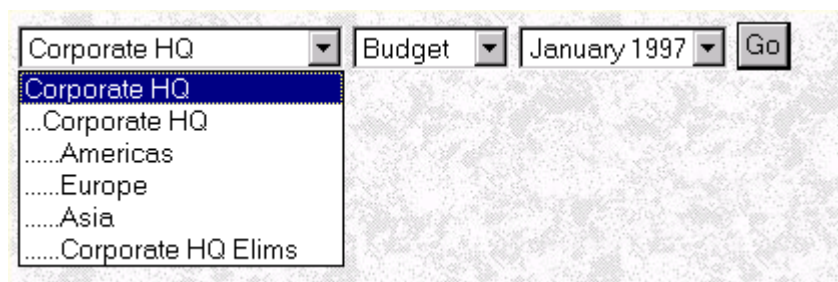 Corporate HQ Budget January 1997 Go
Corporate HQ
...Corporate HQ
......Americas
......Europe
......Asia
......Corporate HQ Elims